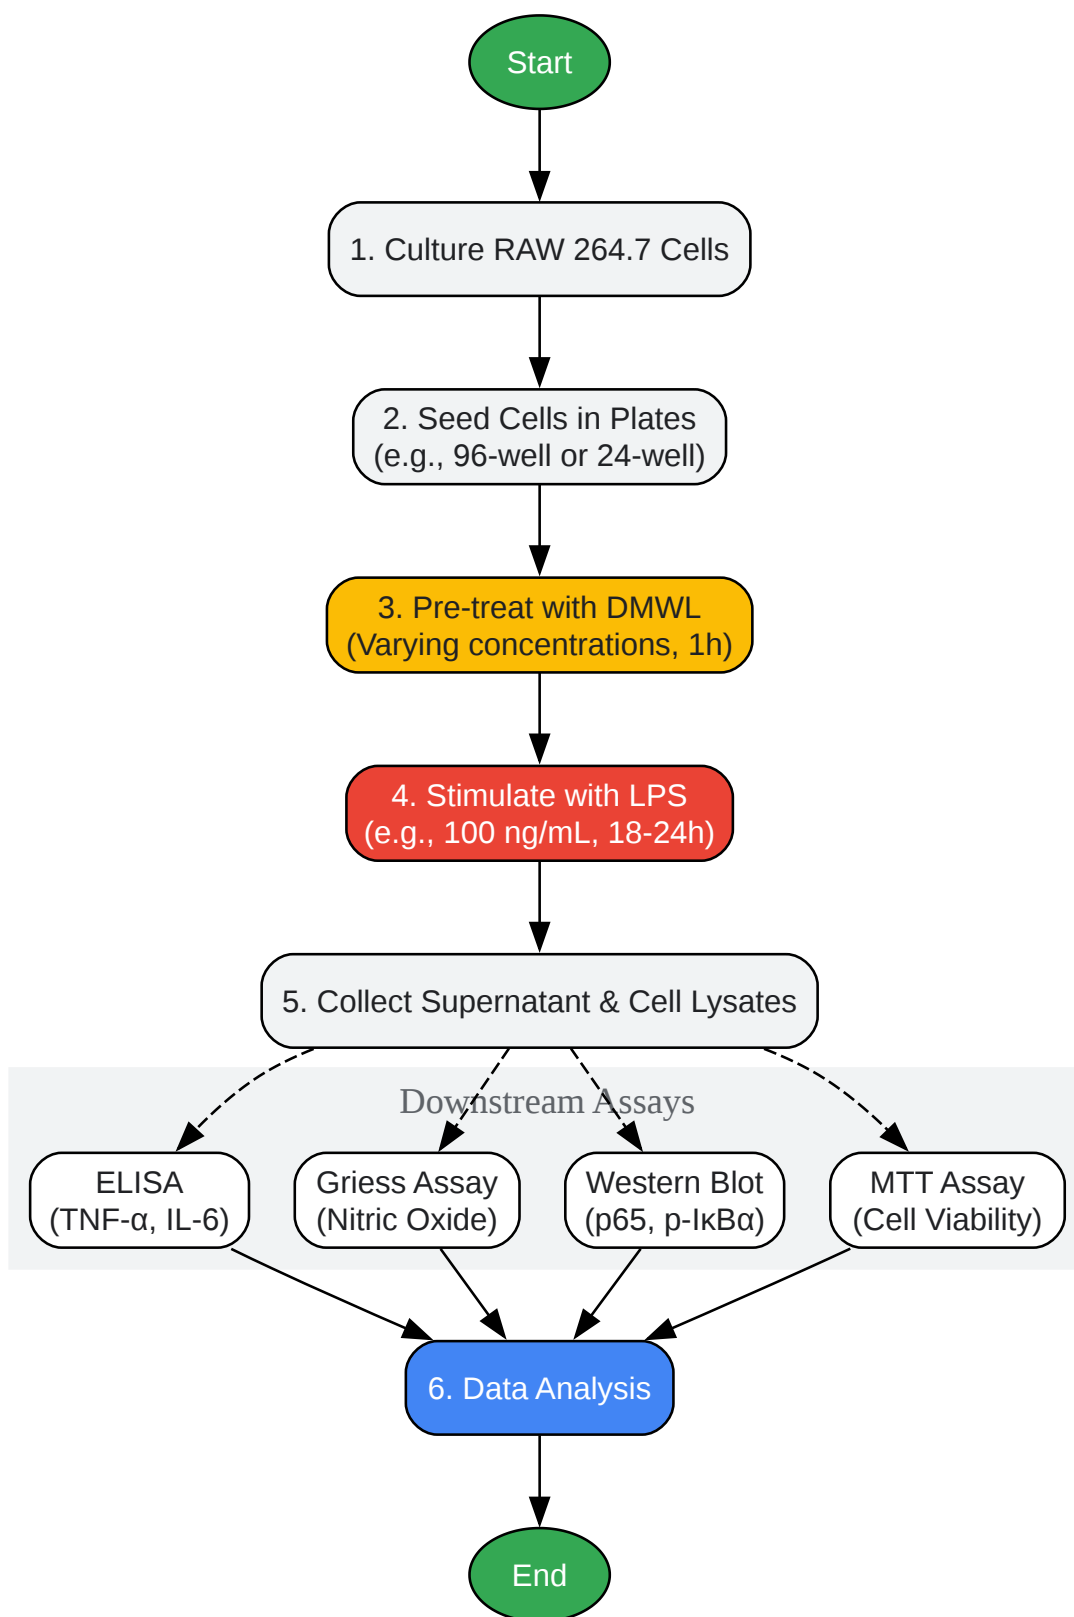 Start
1. Culture RAW 264.7 Cells
2. Seed Cells in Plates
(e.g., 96-well or 24-well)
3. Pre-treat with DMWL
(Varying concentrations, 1h)
4. Stimulate with LPS
(e.g., 100 ng/mL, 18-24h)
5. Collect Supernatant & Cell Lysates
Downstream Assays
ELISA
(TNF-α, IL-6)
Griess Assay
(Nitric Oxide)
Western Blot
(p65, p-IκBα)
MTT Assay
(Cell Viability)
6. Data Analysis
End